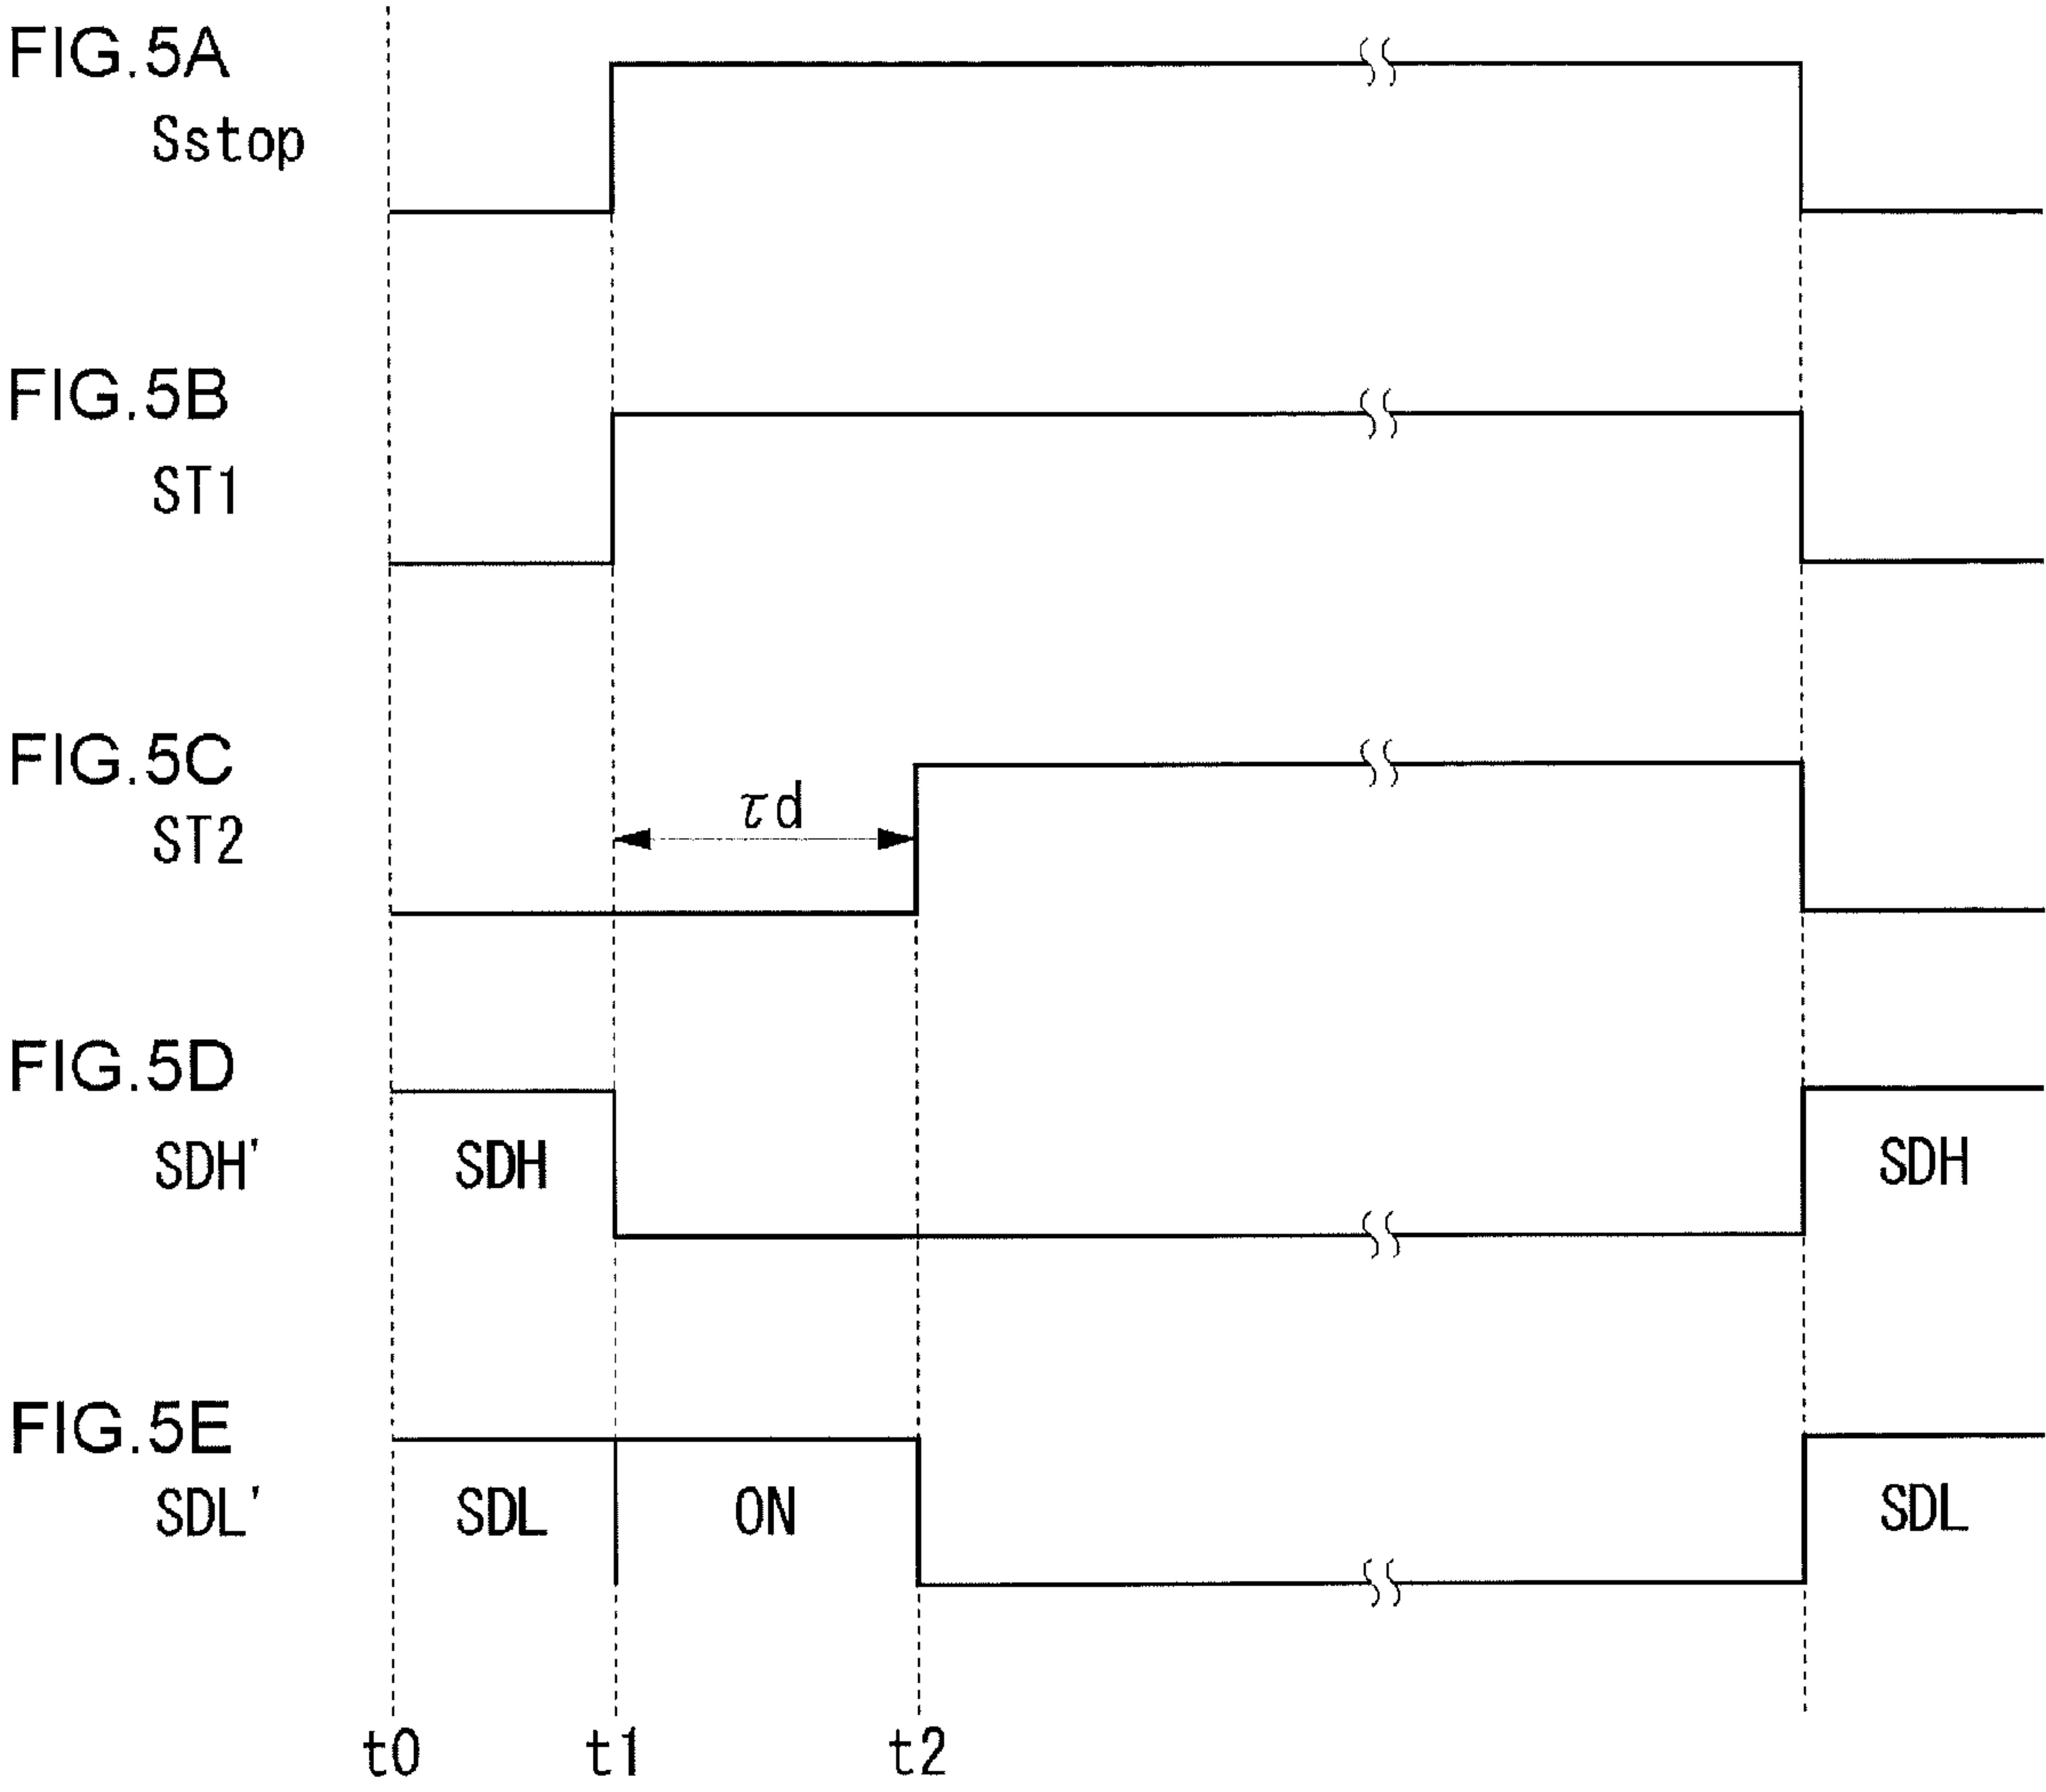 FIG.5A
Sstop
FIG.5B
ST1
FIG.5C
τd
ST2
FIG.5D
SDH' SDH SDH
FIG.5E
SDL' SDL ON SDL
t0 t1 t2